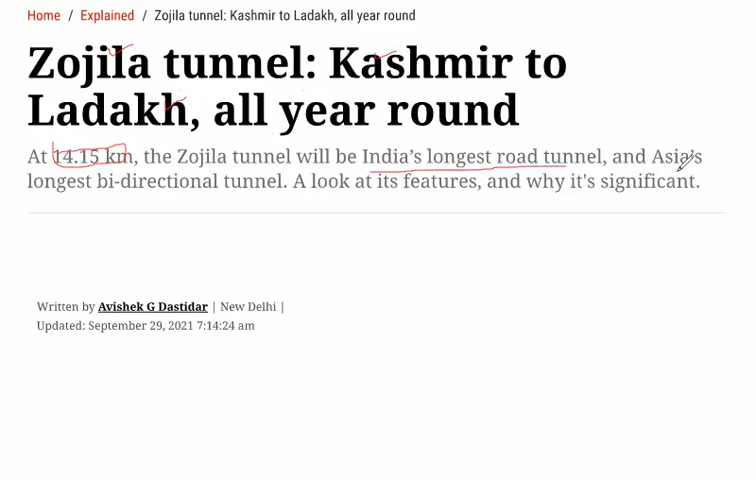 Home / Explained / Zojila tunnel: Kashmir to Ladakh, all year round
Zojila tunnel: Kashmir to
Ladakh, all year round
At 14.15 km, the Zojila tunnel will be India's longest road tunnel, and Asia's
longest bi-directional tunnel. A look at its features, and why it's significant.
Written by Avishek G Dastidar | New Delhi |
Updated: September 29, 2021 7:14:24 am